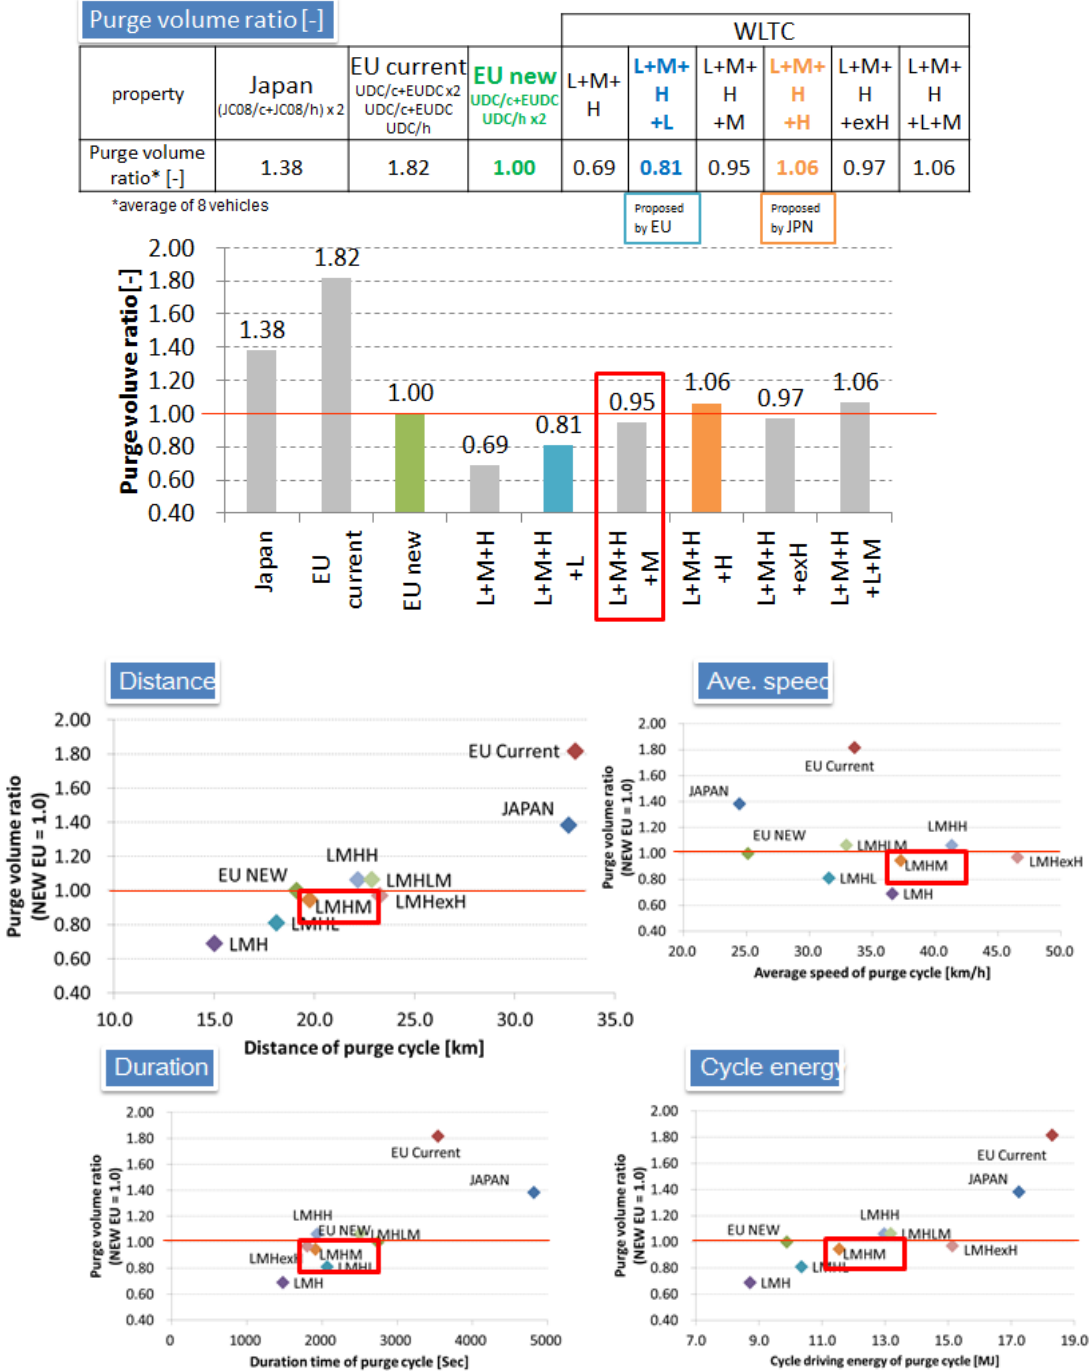 Purge volume ratio [-]
WLTC
property
Japan
(JC08/c+JC08/h) x 2
EU current
UDC/c+EUDC x2
UDC/c+EUDC
UDC/h
EU new
UDC/c+EUDC
UDC/h x2
L+M+
H
L+M+
H
+L
L+M+
H
+M
L+M+
H
+H
L+M+
H
+exH
L+M+
H
+L+M
Purge volume
ratio* [-]
1.38
1.82
1.00
0.69
0.81
0.95
1.06
0.97
1.06
*average of 8 vehicles
Proposed
by EU
Proposed
by JPN
Purge voluve ratio[-]
2.00
1.80
1.60
1.40
1.20
1.00
0.80
0.60
0.40
1.38
1.82
1.00
0.69
0.81
0.95
1.06
0.97
1.06
Japan
EU
current
EU new
L+M+H
L+M+H
+L
L+M+H
+M
L+M+H
+H
L+M+H
+exH
L+M+H
+L+M
Distance
Purge volume ratio
(NEW EU = 1.0)
2.00
1.80
1.60
1.40
1.20
1.00
0.80
0.60
0.40
EU Current
JAPAN
LMHH
EU NEW
LMHLM
LMHexH
LMHM
LMHL
LMH
10.0
15.0
20.0
25.0
30.0
35.0
Distance of purge cycle [km]
Ave. speed
Purge volume ratio
(NEW EU = 1.0)
2.00
1.80
1.60
1.40
1.20
1.00
0.80
0.60
0.40
EU Current
JAPAN
LMHH
EU NEW
LMHLM
LMHM
LMHexH
LMHL
LMH
20.0
25.0
30.0
35.0
40.0
45.0
50.0
Average speed of purge cycle [km/h]
Duration
Purge volume ratio
(NEW EU = 1.0)
2.00
1.80
1.60
1.40
1.20
1.00
0.80
0.60
0.40
EU Current
JAPAN
LMHH
EU NEW
LMHLM
LMHexH
LMHM
LMHL
LMH
0
1000
2000
3000
4000
5000
Duration time of purge cycle [Sec]
Cycle energy
Purge volume ratio
(NEW EU = 1.0)
2.00
1.80
1.60
1.40
1.20
1.00
0.80
0.60
0.40
EU Current
JAPAN
LMHH
EU NEW
LMHLM
LMHM
LMHexH
LMHL
LMH
7.0
9.0
11.0
13.0
15.0
17.0
19.0
Cycle driving energy of purge cycle [MJ]